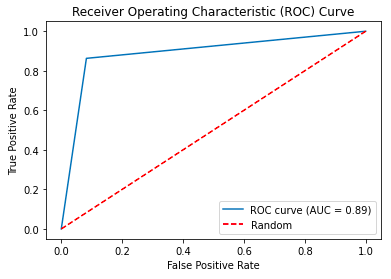 Receiver Operating Characteristic (ROC) Curve
1.0
0.8
0.6
0.4
0.2
0.0
True Positive Rate
ROC curve (AUC = 0.89)
Random
0.0 0.2 0.4 0.6 0.8 1.0
False Positive Rate